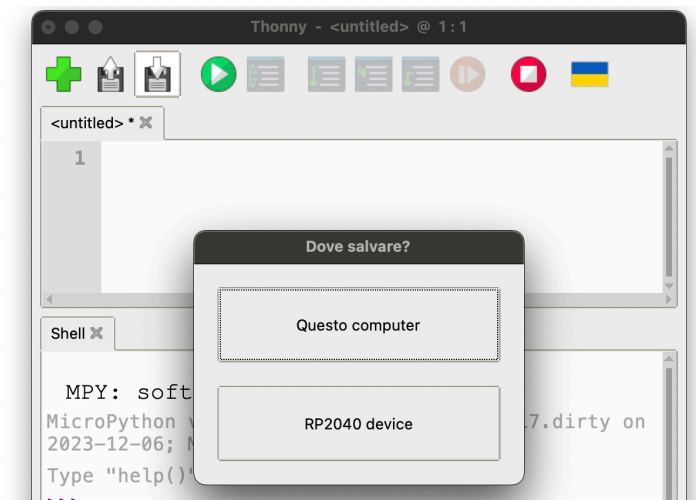 Thonny - <untitled> @ 1:1
<untitled> *
1
Dove salvare?
Questo computer
RP2040 device
Shell
MPY: soft
MicroPython 7.dirty on
2023-12-06;
Type "help()"
>>>